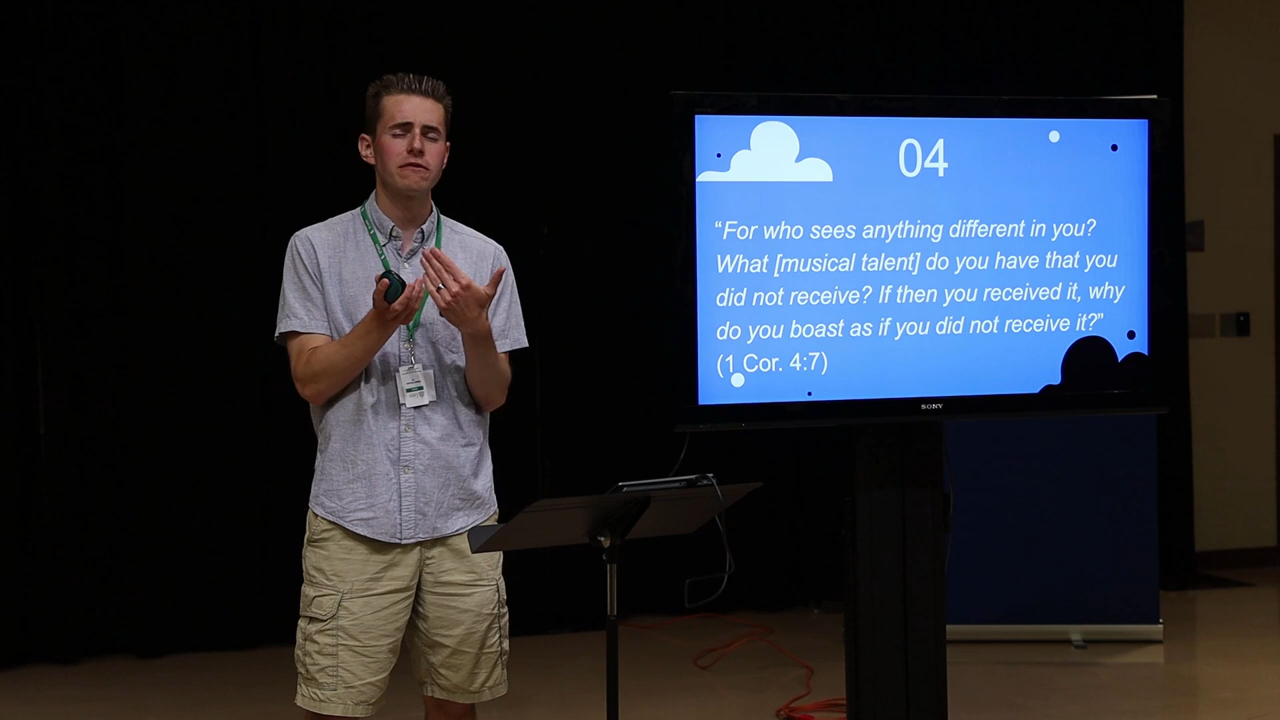 04
“For who sees anything different in you?
What [musical talent] do you have that you
did not receive? If then you received it, why
do you boast as if you did not receive it?”
(1 Cor. 4:7)
SONY